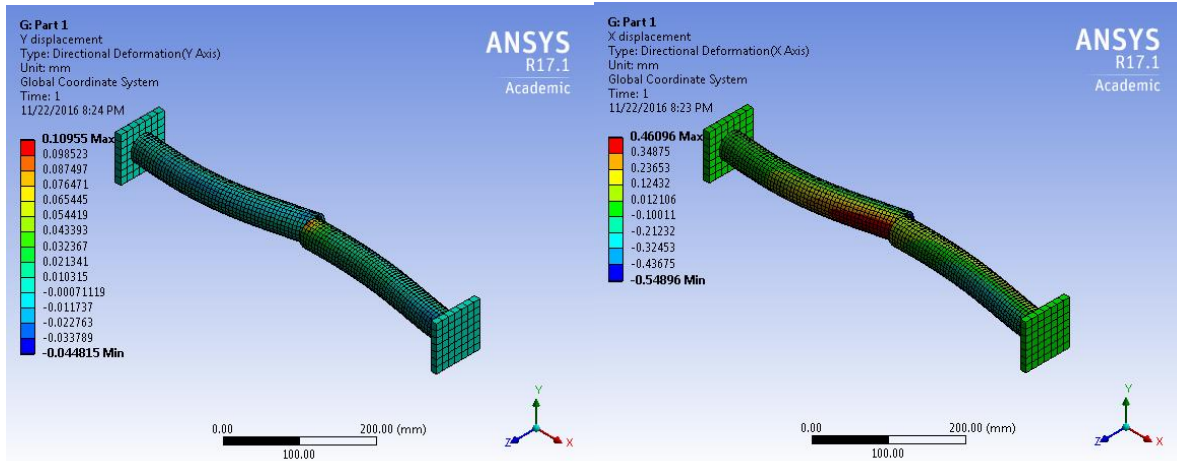 G: Part 1
Y displacement
Type: Directional Deformation(Y Axis)
Unit: mm
Global Coordinate System
Time: 1
11/22/2016 8:24 PM
ANSYS
R17.1
Academic
0.10955 Max
0.098523
0.087497
0.076471
0.065445
0.054419
0.043393
0.032367
0.021341
0.010315
-0.00071119
-0.011737
-0.022763
-0.033789
-0.044815 Min
0.00
200.00 (mm)
100.00
Y
Z
X
G: Part 1
X displacement
Type: Directional Deformation(X Axis)
Unit: mm
Global Coordinate System
Time: 1
11/22/2016 8:23 PM
ANSYS
R17.1
Academic
0.46096 Max
0.34875
0.23653
0.12432
0.012106
-0.10011
-0.21232
-0.32453
-0.43675
-0.54896 Min
0.00
200.00 (mm)
100.00
Y
Z
X